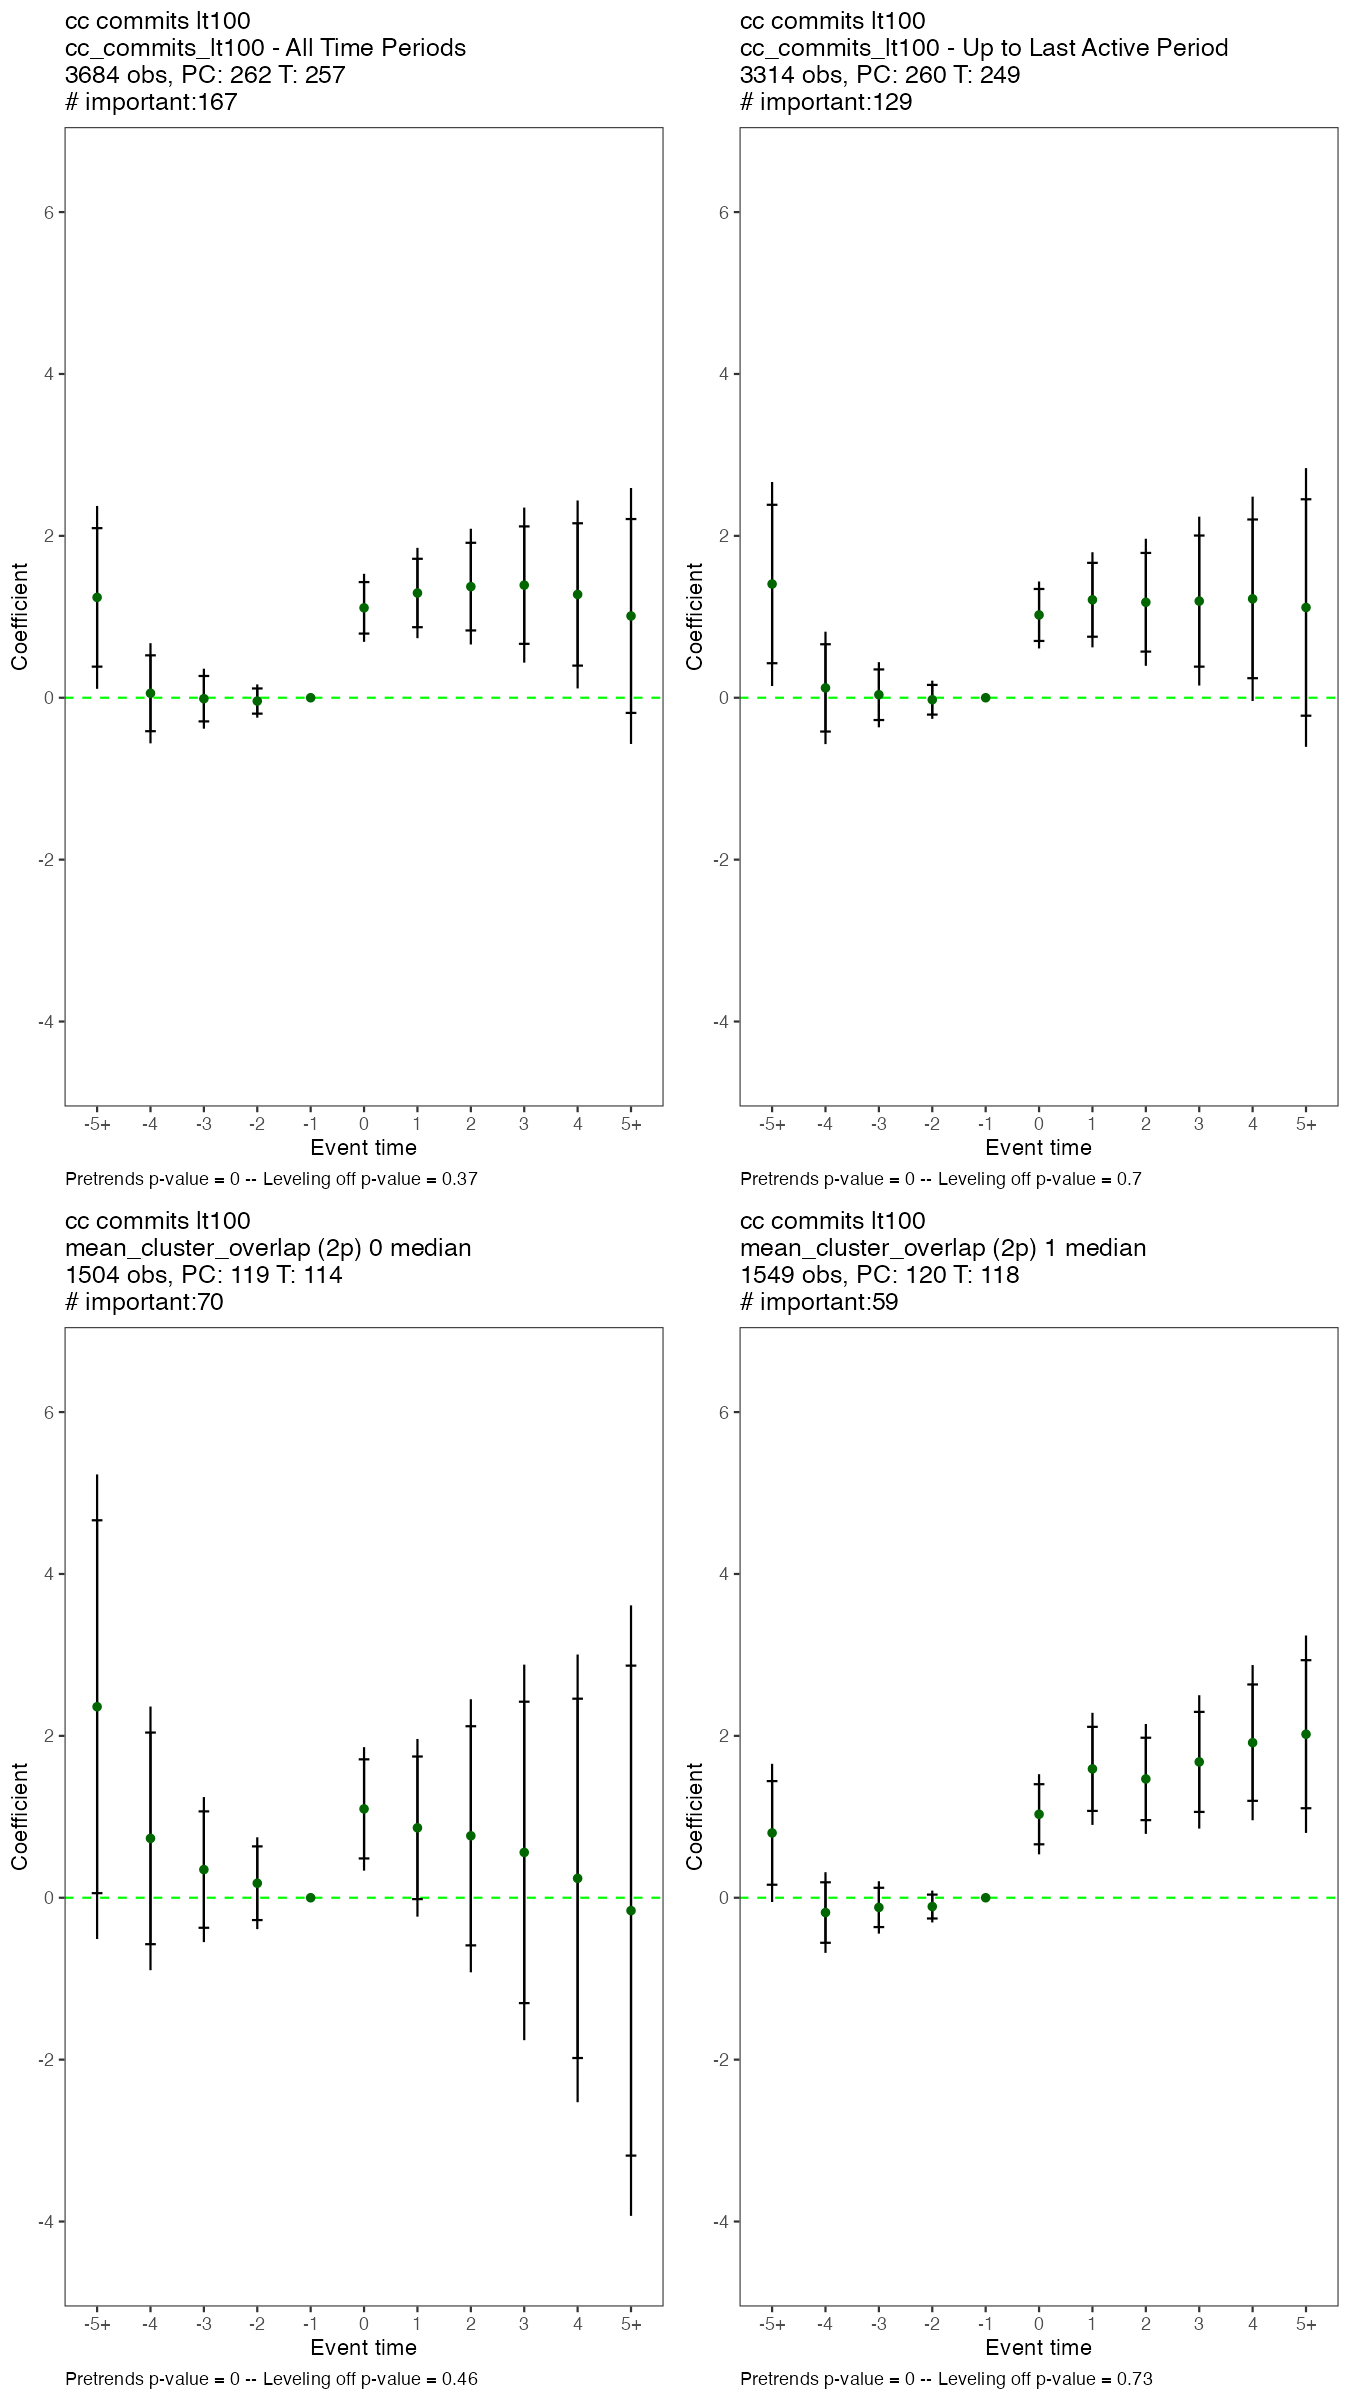 cc commits lt100
cc_commits_lt100 - All Time Periods
3684 obs, PC: 262 T: 257
# important:167
6
4
2
0
-2
-4
Coefficient
-5+ -4 -3 -2 -1 0 1 2 3 4 5+
Event time
Pretrends p-value = 0 -- Leveling off p-value = 0.37
cc commits lt100
cc_commits_lt100 - Up to Last Active Period
3314 obs, PC: 260 T: 249
# important:129
6
4
2
0
-2
-4
Coefficient
-5+ -4 -3 -2 -1 0 1 2 3 4 5+
Event time
Pretrends p-value = 0 -- Leveling off p-value = 0.7
cc commits lt100
mean_cluster_overlap (2p) 0 median
1504 obs, PC: 119 T: 114
# important:70
6
4
2
0
-2
-4
Coefficient
-5+ -4 -3 -2 -1 0 1 2 3 4 5+
Event time
Pretrends p-value = 0 -- Leveling off p-value = 0.46
cc commits lt100
mean_cluster_overlap (2p) 1 median
1549 obs, PC: 120 T: 118
# important:59
6
4
2
0
-2
-4
Coefficient
-5+ -4 -3 -2 -1 0 1 2 3 4 5+
Event time
Pretrends p-value = 0 -- Leveling off p-value = 0.73